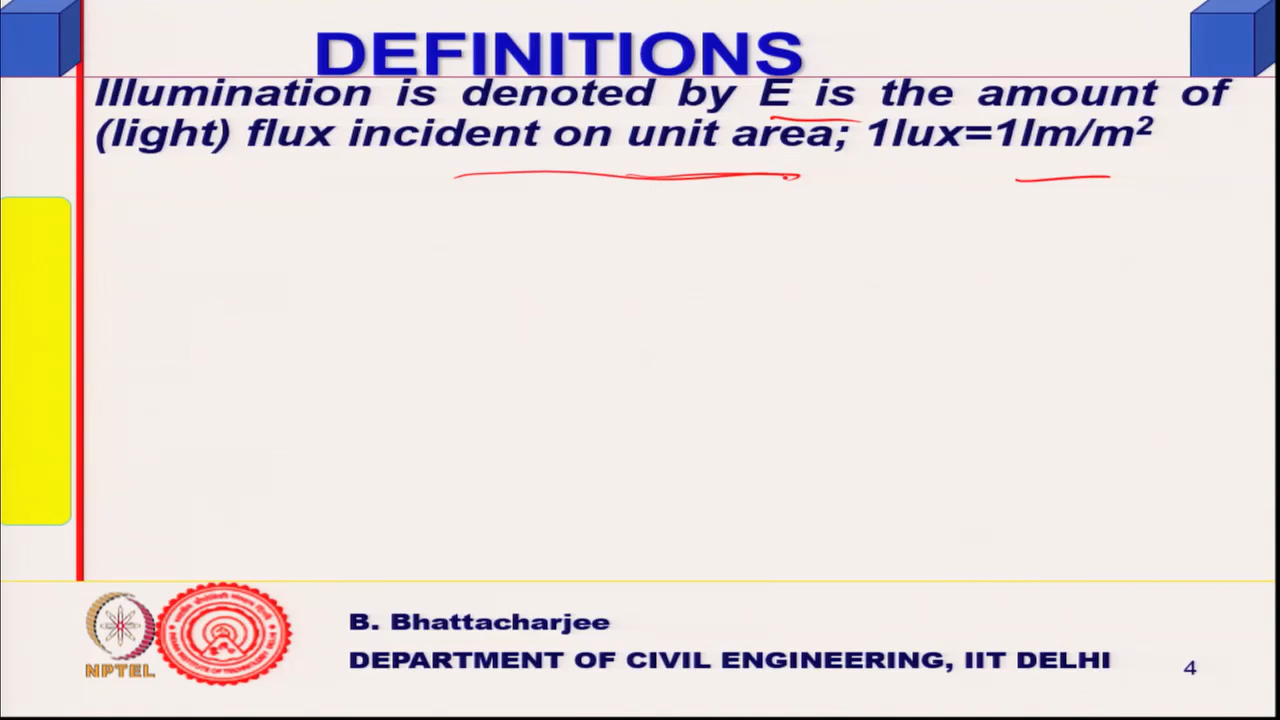 DEFINITIONS
Illumination is denoted by E is the amount of
(light) flux incident on unit area; 1lux=1lm/m²
NPTEL
B. Bhattacharjee
DEPARTMENT OF CIVIL ENGINEERING, IIT DELHI
4